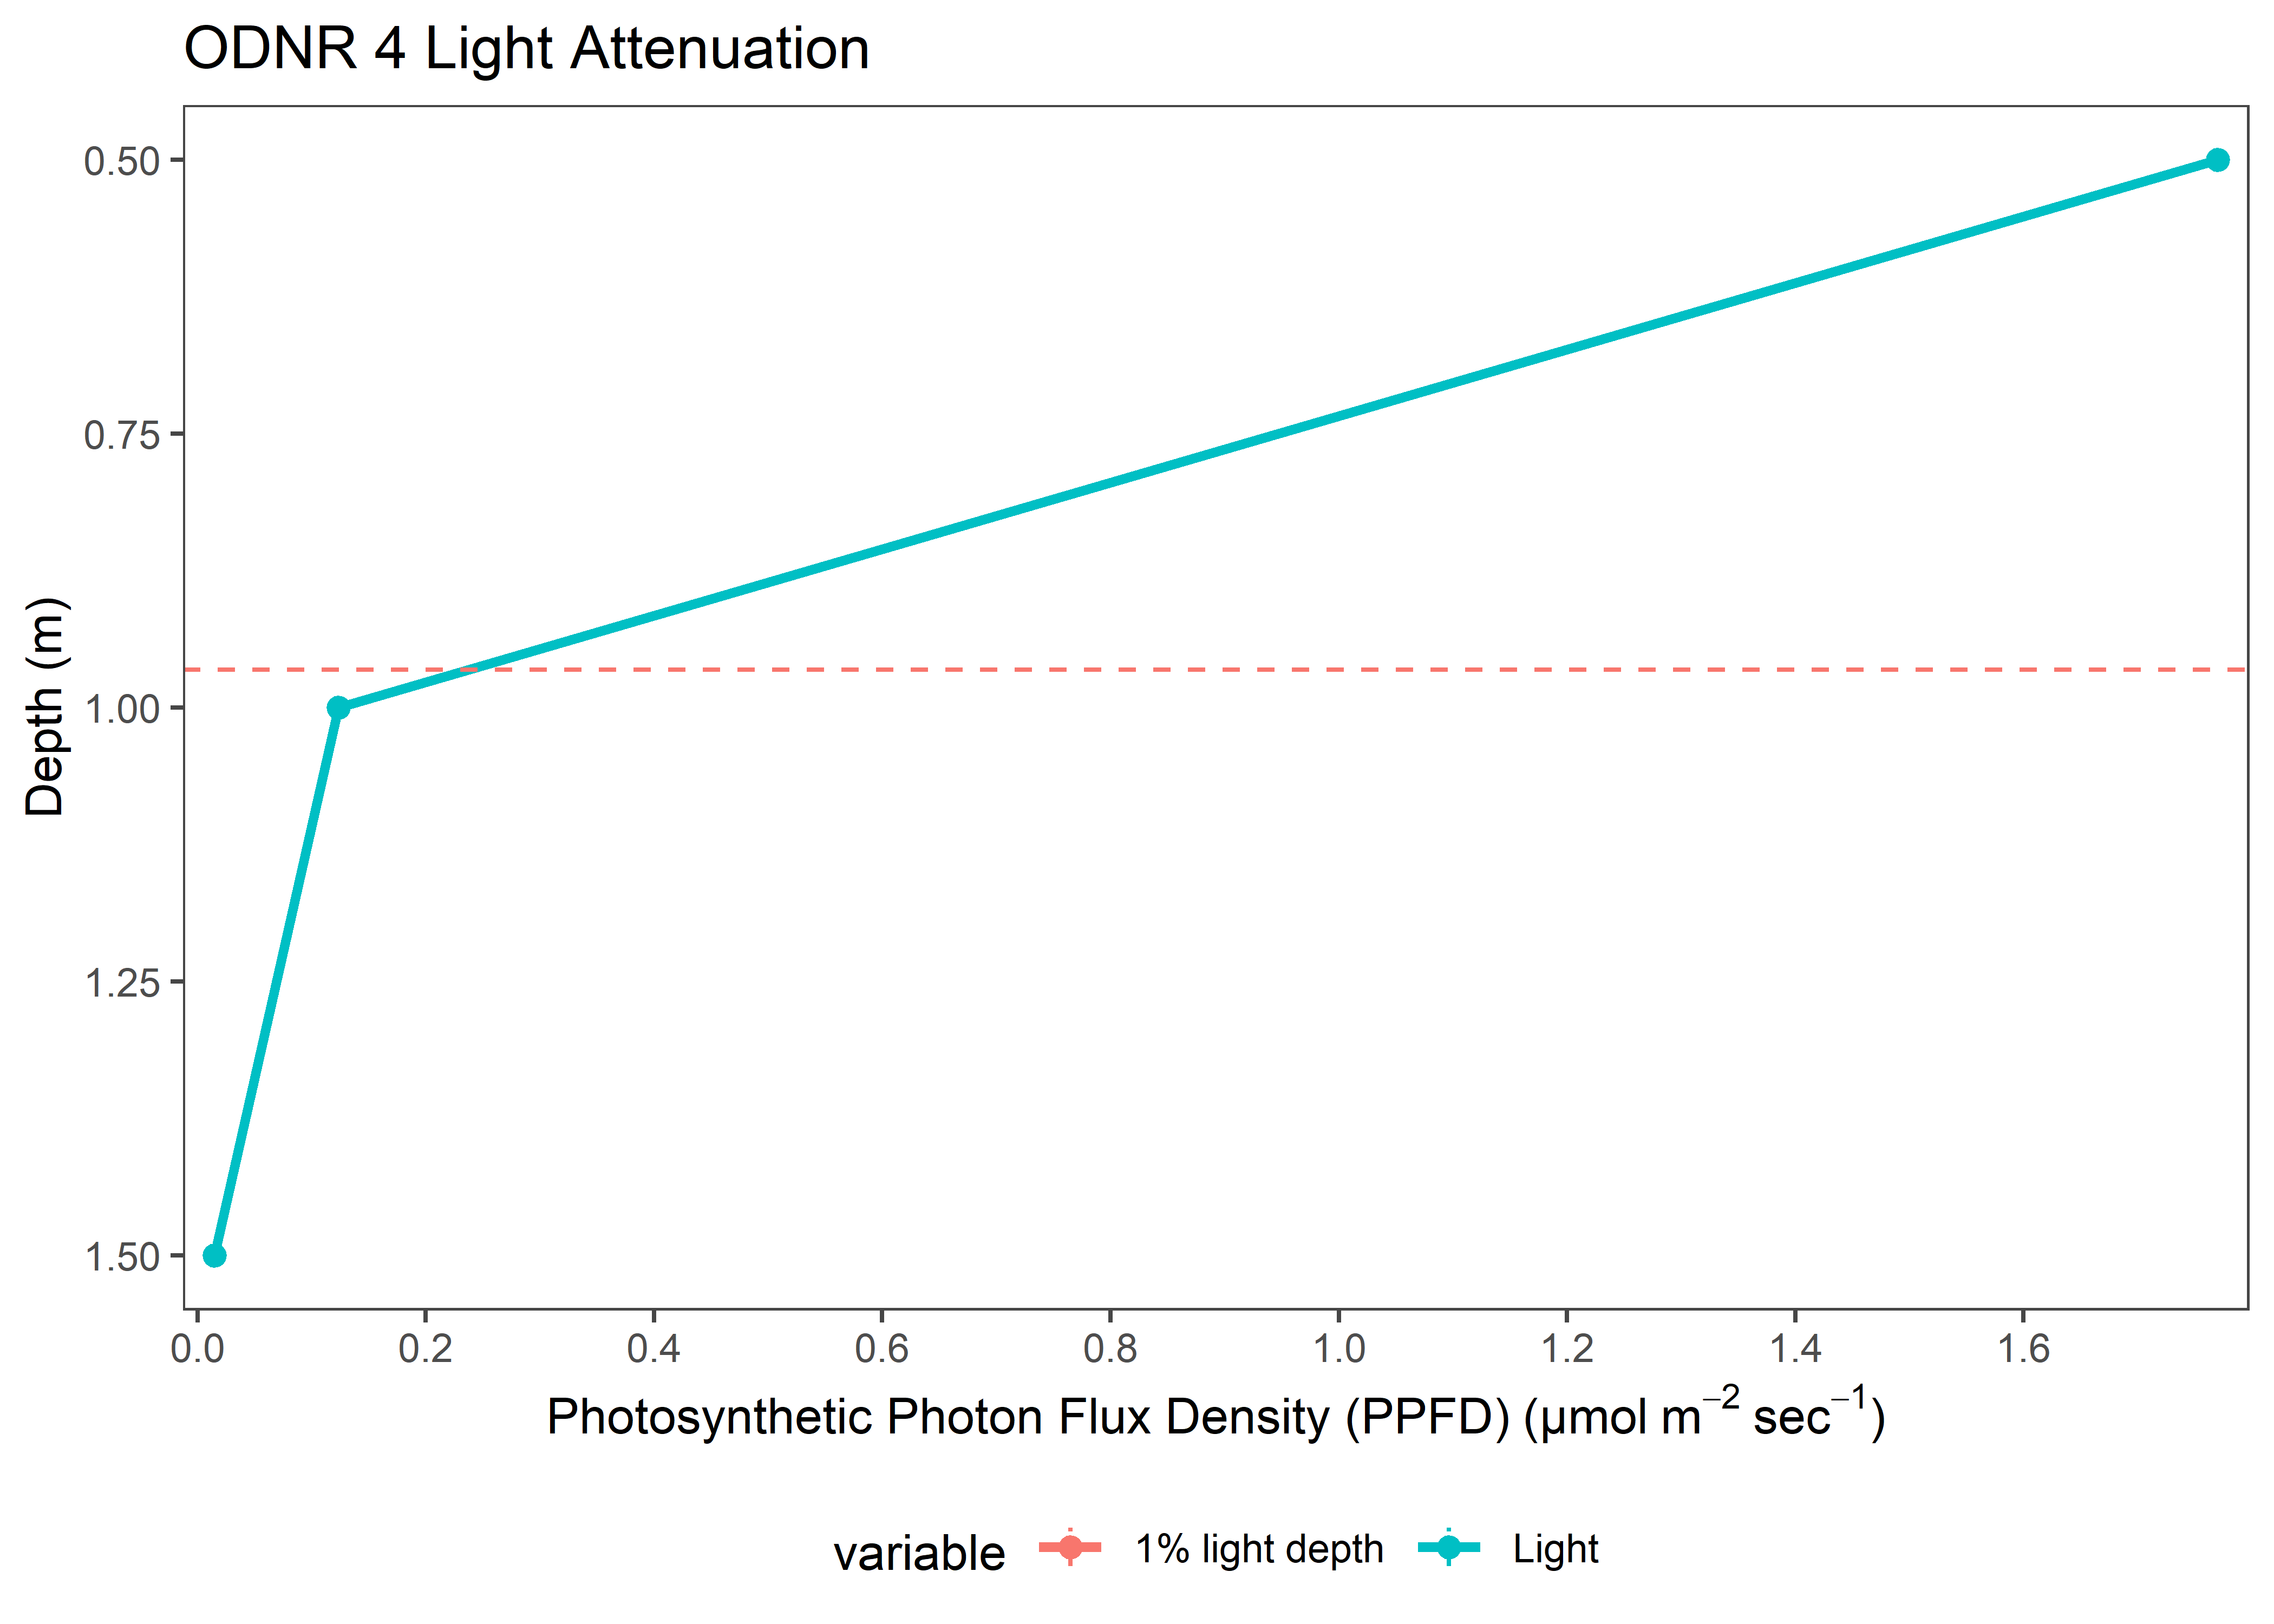 ODNR 4 Light Attenuation
Depth (m)
0.50
0.75
1.00
1.25
1.50
0.0 0.2 0.4 0.6 0.8 1.0 1.2 1.4 1.6
Photosynthetic Photon Flux Density (PPFD) (μmol m⁻² sec⁻¹)
variable 1% light depth Light